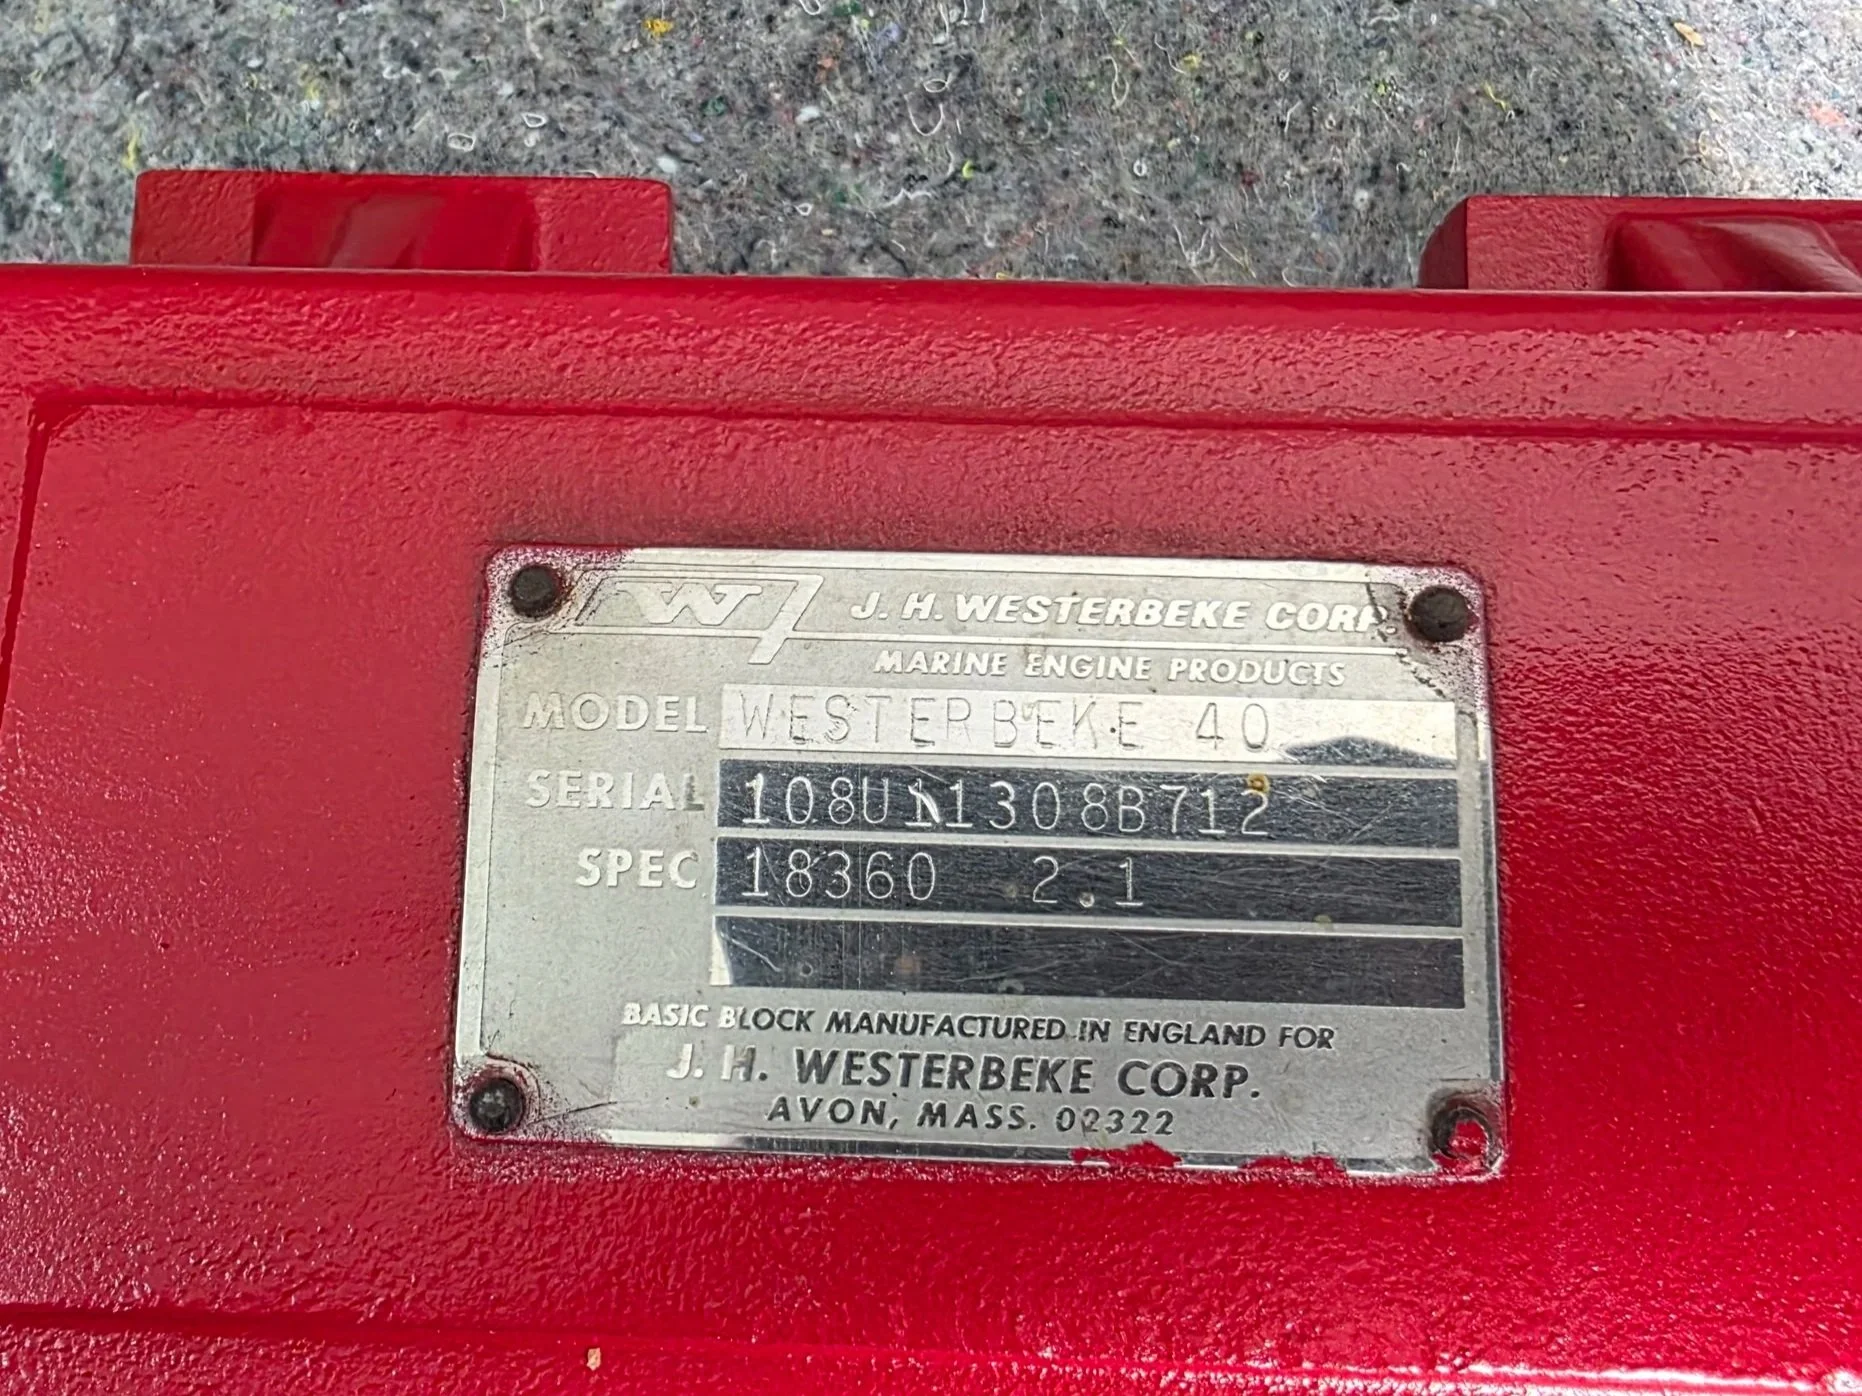 W J. H. WESTERBEKE CORP.
MARINE ENGINE PRODUCTS
MODEL WESTERBEKE 40
SERIAL 108U11308B712
SPEC 18360 2.1
BASIC BLOCK MANUFACTURED IN ENGLAND FOR
J. H. WESTERBEKE CORP.
AVON, MASS. 02322